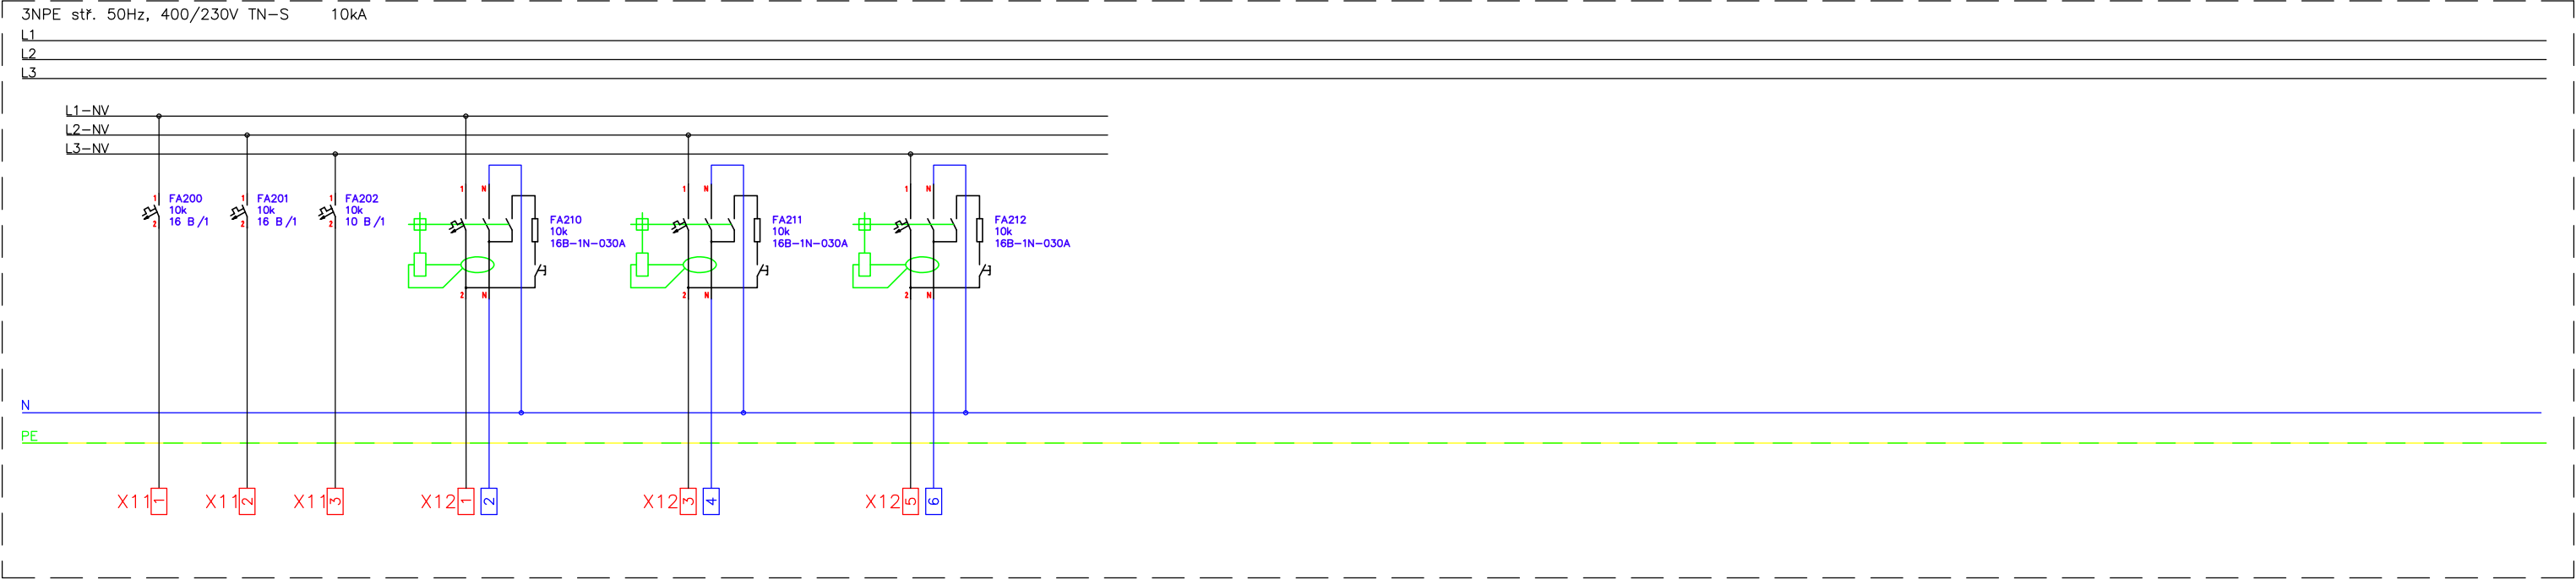 3NPE stř. 50Hz, 400/230V TN-S 10kA
L1
L2
L3
L1-NV
L2-NV
L3-NV
1
2
FA200
10k
16 B/1
1
2
FA201
10k
16 B/1
1
2
FA202
10k
10 B/1
1 N
FA210
10k
16B-1N-030A
2 N
1 N
FA211
10k
16B-1N-030A
2 N
1 N
FA212
10k
16B-1N-030A
2 N
N
PE
X11 1
X11 2
X11 3
X12 1 2
X12 3 4
X12 5 6